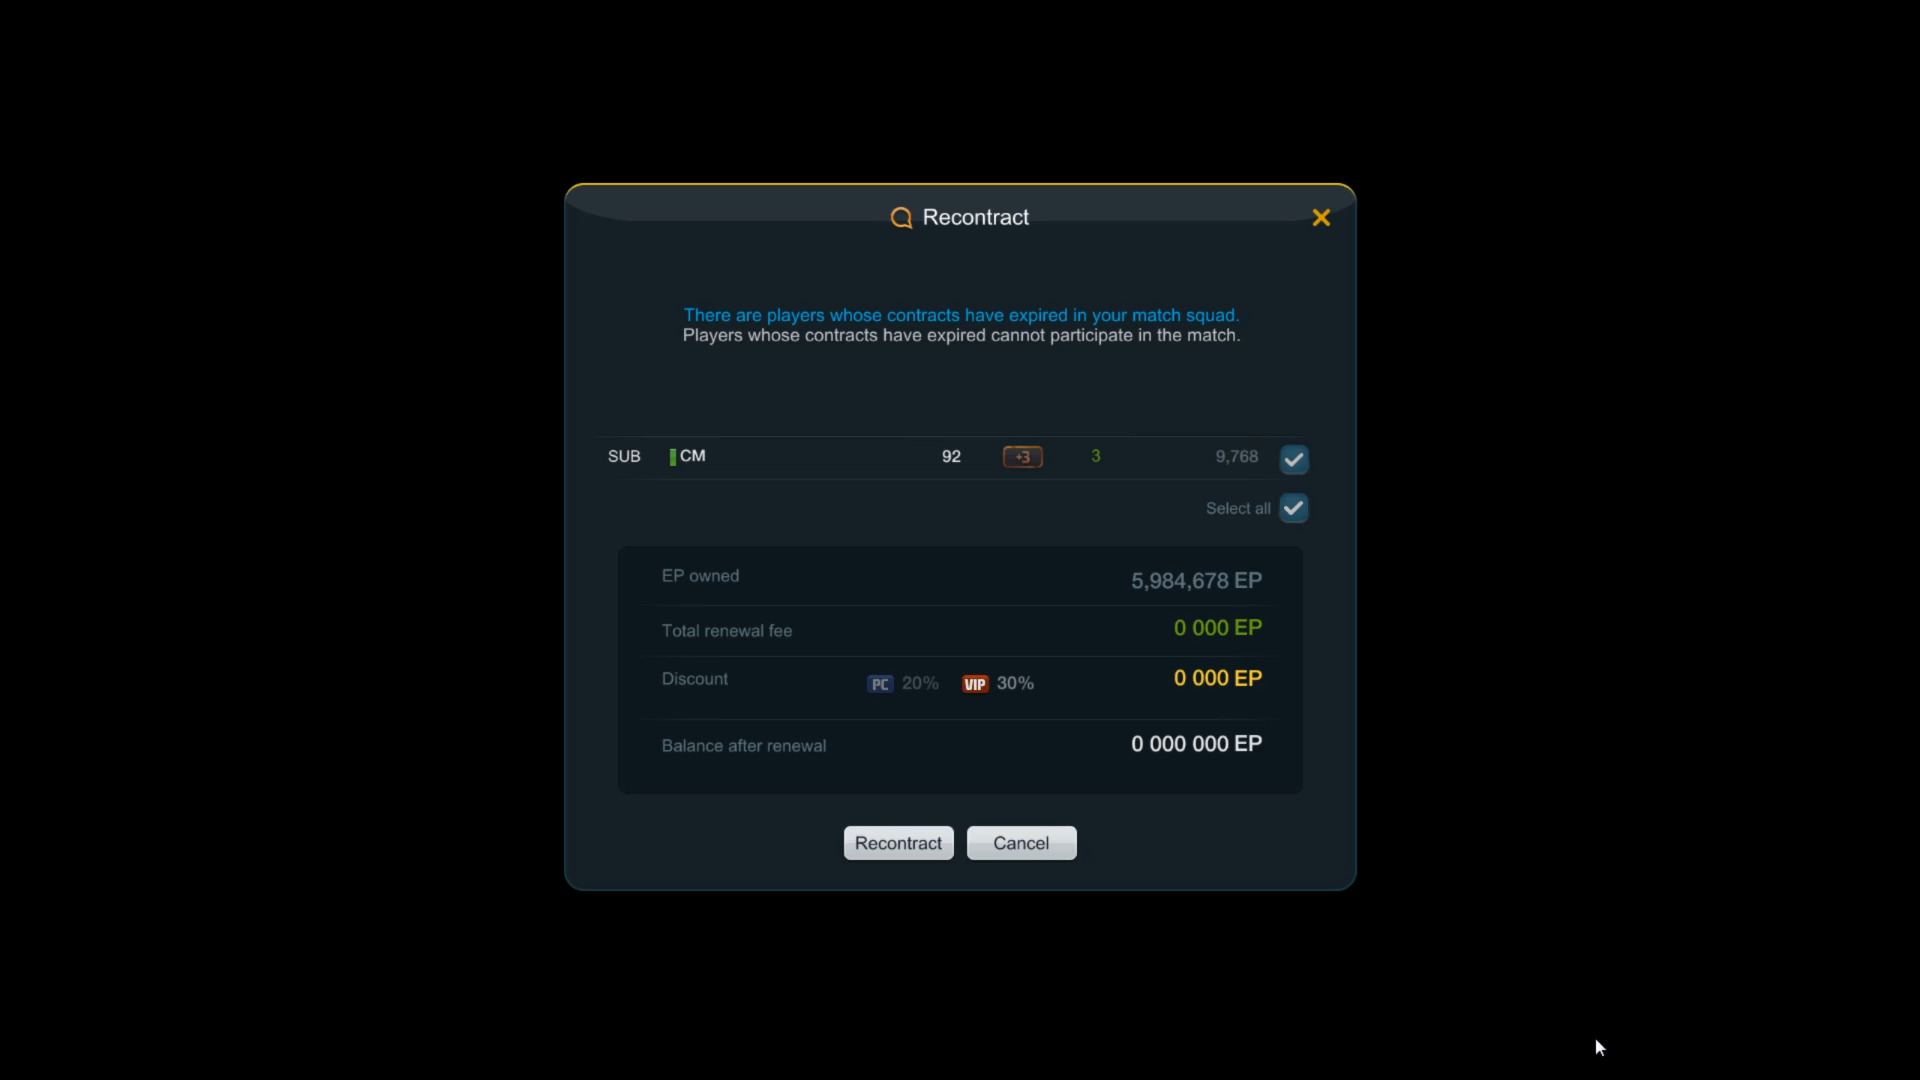 Recontract
There are players whose contracts have expired in your match squad.
Players whose contracts have expired cannot participate in the match.
SUB CM 92 +3 3 9,768
Select all
EP owned 5,984,678 EP
Total renewal fee 0 000 EP
Discount PC 20% VIP 30% 0 000 EP
Balance after renewal 0 000 000 EP
Recontract Cancel